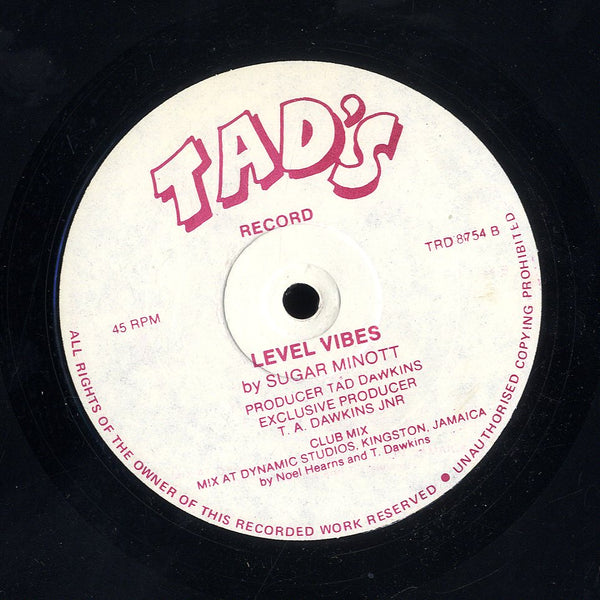 TAD'S
RECORD
TRD 8754 B
45 RPM
LEVEL VIBES
by SUGAR MINOTT
PRODUCER TAD DAWKINS
EXCLUSIVE PRODUCER
T. A. DAWKINS JNR
CLUB MIX
MIX AT DYNAMIC STUDIOS, KINGSTON, JAMAICA
by Noel Hearns and T. Dawkins
ALL RIGHTS OF THE OWNER OF THIS RECORDED WORK RESERVED ● UNAUTHORISED COPYING PROHIBITED